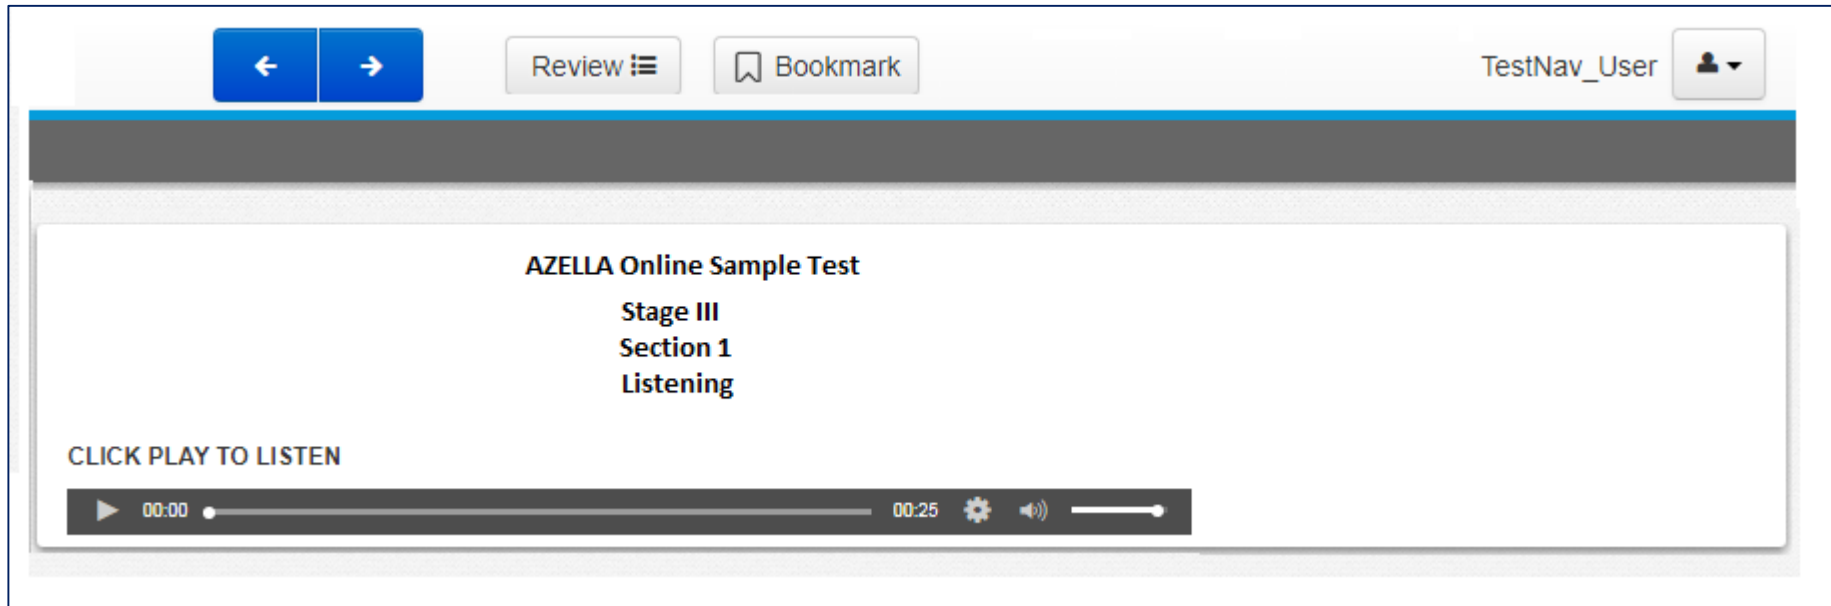 Review Bookmark TestNav_User
AZELLA Online Sample Test
Stage III
Section 1
Listening
CLICK PLAY TO LISTEN
00:00 00:25